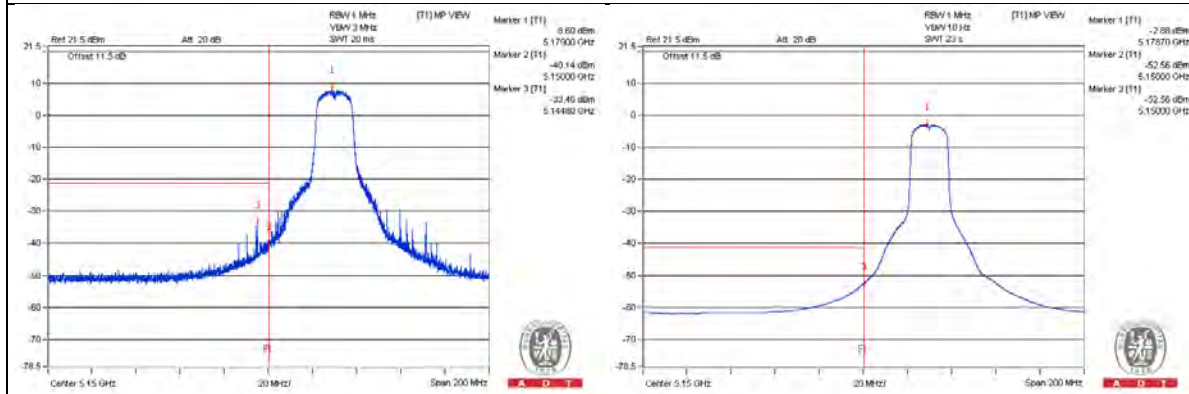 RBW 1 MHz [T1] MP VIEW
VBW 3 MHz
Ref 21.5 dBm Att 20 dB SWT 20 ms
Offset 11.5 dB
Marker 1 [T1]
8.60 dBm
5.17900 GHz
Marker 2 [T1]
-40.14 dBm
5.15000 GHz
Marker 3 [T1]
-33.46 dBm
5.14480 GHz
21.5
10
0
-10
-20
-30
-40
-50
-60
-70
-78.5
1
3
F1
Center 5.15 GHz 20 MHz/ Span 200 MHz
A D T
RBW 1 MHz [T1] MP VIEW
VBW 10 Hz
Ref 21.5 dBm Att 20 dB SWT 23 s
Offset 11.5 dB
Marker 1 [T1]
-2.88 dBm
5.17870 GHz
Marker 2 [T1]
-52.56 dBm
5.15000 GHz
Marker 3 [T1]
-52.56 dBm
5.15000 GHz
21.5
10
0
-10
-20
-30
-40
-50
-60
-70
-78.5
1
3
F1
Center 5.15 GHz 20 MHz/ Span 200 MHz
A D T